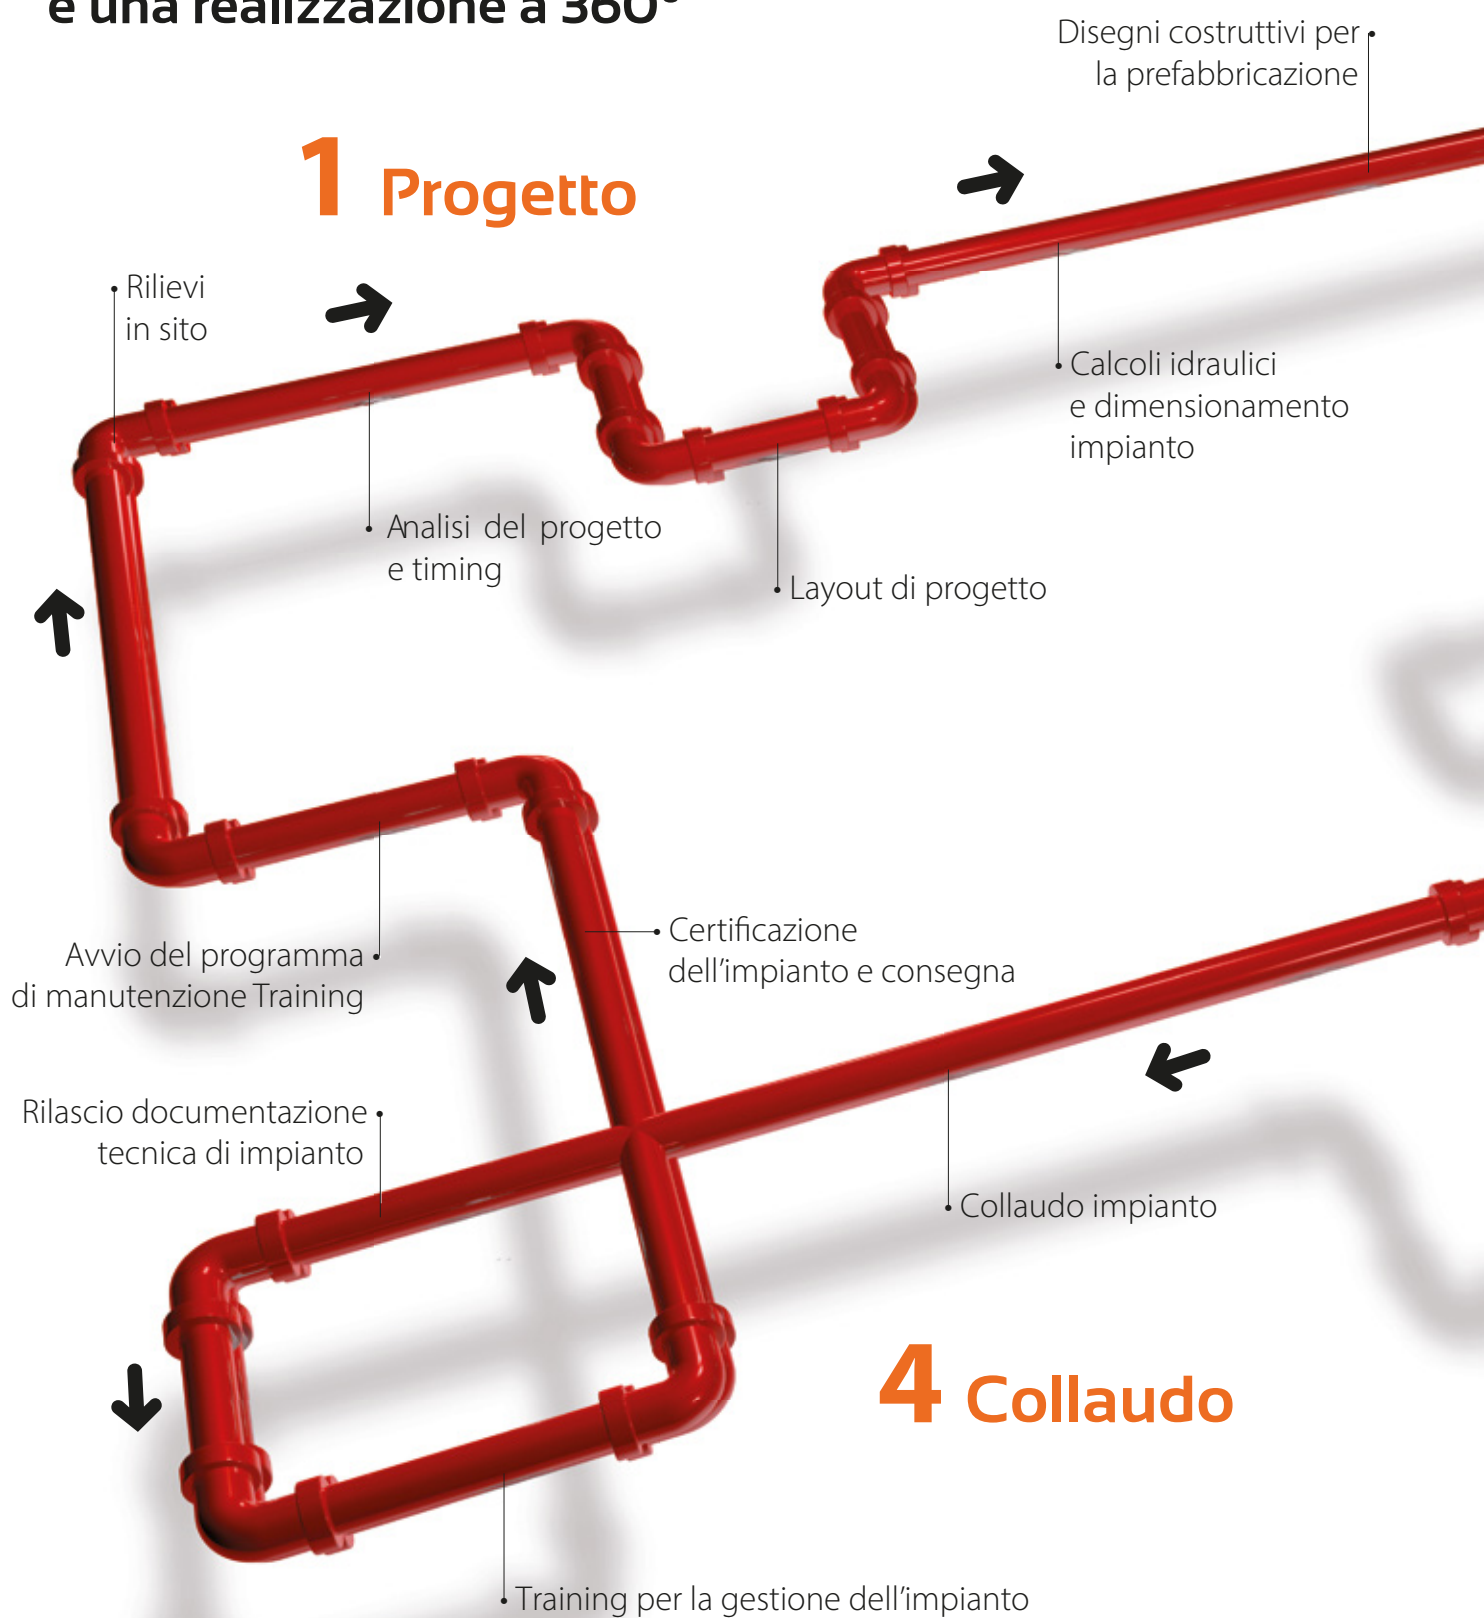 e una realizzazione a 360°
Disegni costruttivi per
la prefabbricazione
1 Progetto
Rilievi
in sito
Calcoli idraulici
e dimensionamento
impianto
Analisi del progetto
e timing
Layout di progetto
Certificazione
dell'impianto e consegna
Avvio del programma
di manutenzione Training
Rilascio documentazione
tecnica di impianto
Collaudo impianto
4 Collaudo
Training per la gestione dell'impianto